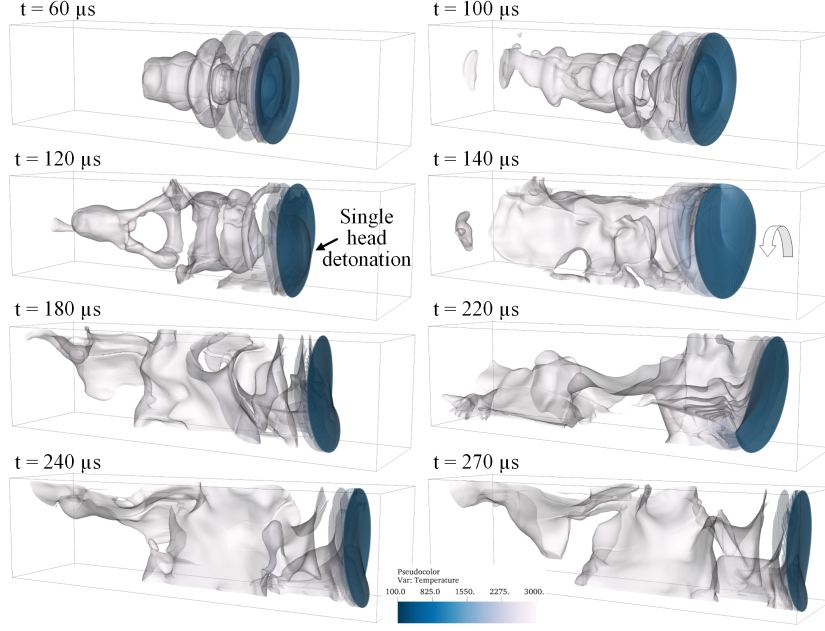 t = 60 µs
t = 100 µs
t = 120 µs
t = 140 µs
Single
head
detonation
t = 180 µs
t = 220 µs
t = 240 µs
t = 270 µs
Pseudocolor
Var: Temperature
100.0 825.0 1550. 2275. 3000.